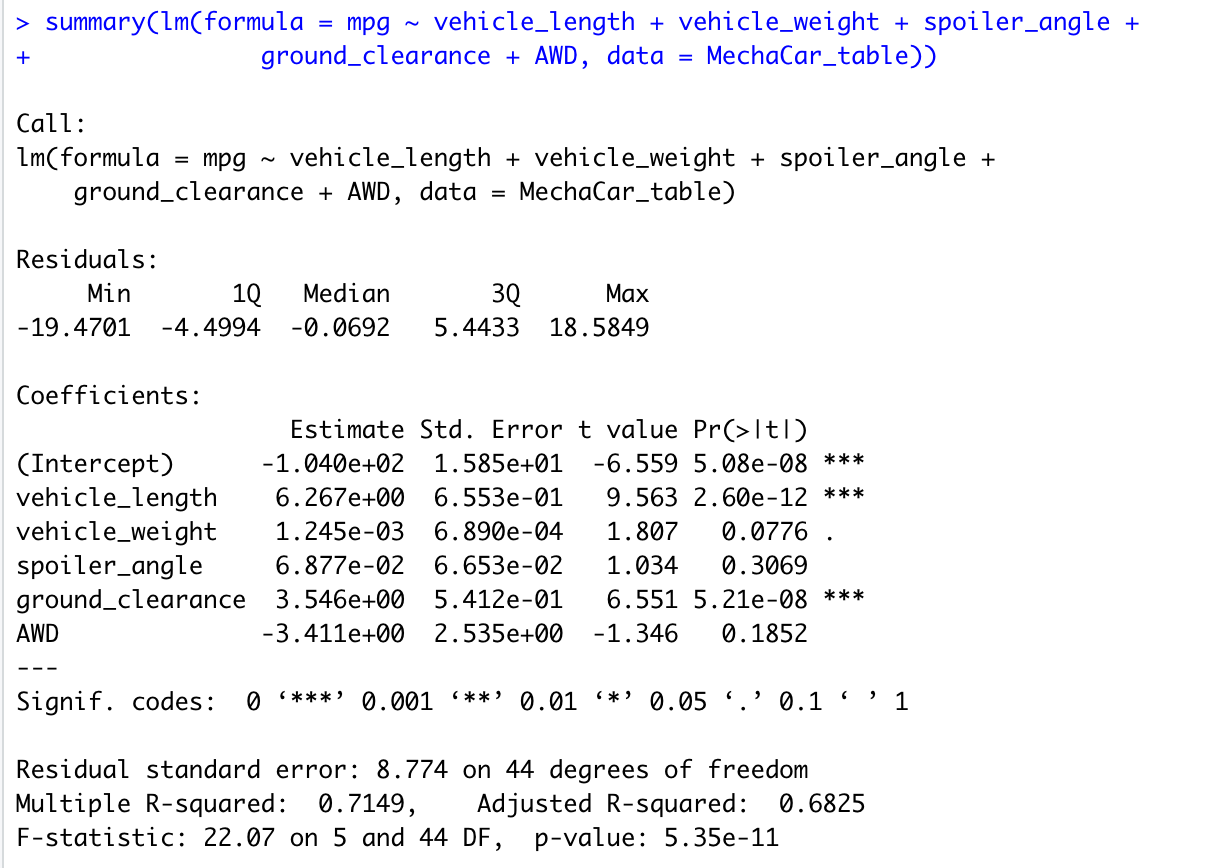 > summary(lm(formula = mpg ~ vehicle_length + vehicle_weight + spoiler_angle +
+                ground_clearance + AWD, data = MechaCar_table))

Call:
lm(formula = mpg ~ vehicle_length + vehicle_weight + spoiler_angle +
    ground_clearance + AWD, data = MechaCar_table)

Residuals:
     Min       1Q   Median       3Q      Max
-19.4701  -4.4994  -0.0692   5.4433  18.5849

Coefficients:
                   Estimate Std. Error t value Pr(>|t|)
(Intercept)      -1.040e+02  1.585e+01  -6.559 5.08e-08 ***
vehicle_length    6.267e+00  6.553e-01   9.563 2.60e-12 ***
vehicle_weight    1.245e-03  6.890e-04   1.807   0.0776 .
spoiler_angle     6.877e-02  6.653e-02   1.034   0.3069
ground_clearance  3.546e+00  5.412e-01   6.551 5.21e-08 ***
AWD              -3.411e+00  2.535e+00  -1.346   0.1852
---
Signif. codes:  0 ‘***’ 0.001 ‘**’ 0.01 ‘*’ 0.05 ‘.’ 0.1 ‘ ’ 1

Residual standard error: 8.774 on 44 degrees of freedom
Multiple R-squared:  0.7149,    Adjusted R-squared:  0.6825
F-statistic: 22.07 on 5 and 44 DF,  p-value: 5.35e-11